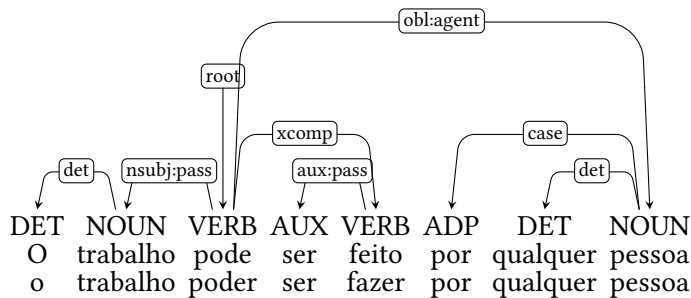 obl:agent
root
xcomp case
det nsubj:pass aux:pass det
DET NOUN VERB AUX VERB ADP DET NOUN
O trabalho pode ser feito por qualquer pessoa
o trabalho poder ser fazer por qualquer pessoa